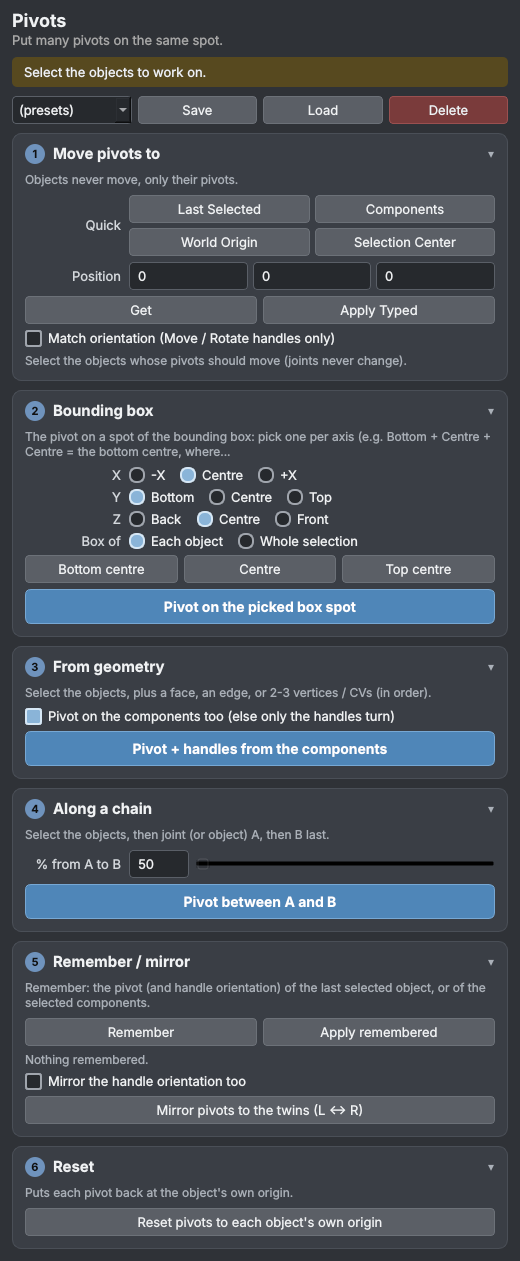 Pivots
Put many pivots on the same spot.
Select the objects to work on.
(presets) Save Load Delete
1 Move pivots to
Objects never move, only their pivots.
Quick Last Selected Components
World Origin Selection Center
Position 0 0 0
Get Apply Typed
Match orientation (Move / Rotate handles only)
Select the objects whose pivots should move (joints never change).
2 Bounding box
The pivot on a spot of the bounding box: pick one per axis (e.g. Bottom + Centre +
Centre = the bottom centre, where...
X -X Centre +X
Y Bottom Centre Top
Z Back Centre Front
Box of Each object Whole selection
Bottom centre Centre Top centre
Pivot on the picked box spot
3 From geometry
Select the objects, plus a face, an edge, or 2-3 vertices / CVs (in order).
Pivot on the components too (else only the handles turn)
Pivot + handles from the components
4 Along a chain
Select the objects, then joint (or object) A, then B last.
% from A to B 50
Pivot between A and B
5 Remember / mirror
Remember: the pivot (and handle orientation) of the last selected object, or of the
selected components.
Remember Apply remembered
Nothing remembered.
Mirror the handle orientation too
Mirror pivots to the twins (L ↔ R)
6 Reset
Puts each pivot back at the object's own origin.
Reset pivots to each object's own origin